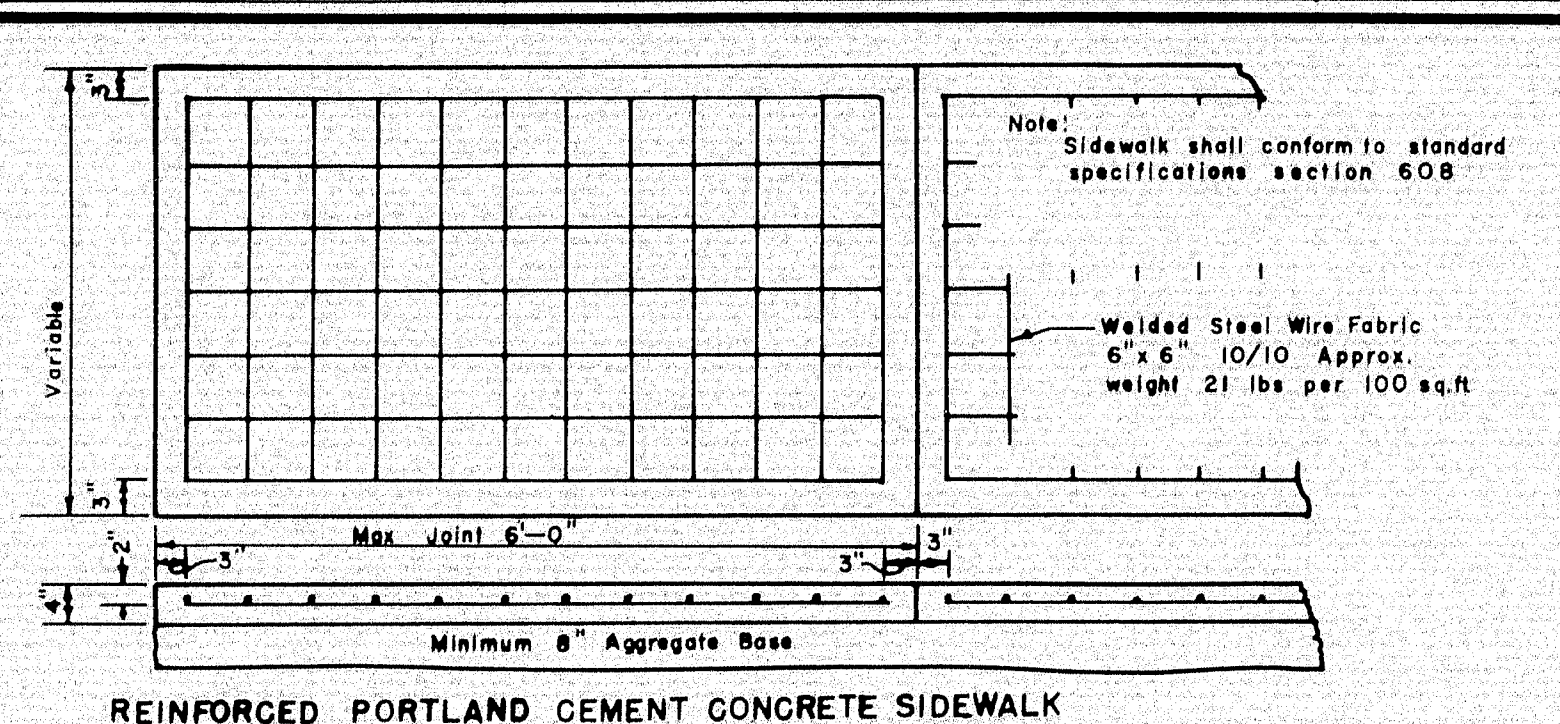 3"
Note:
Sidewalk shall conform to standard
specifications section 608
Variable
Welded Steel Wire Fabric
6"x 6" 10/10 Approx.
weight 21 lbs per 100 sq.ft
3"
Max Joint 6'-0"
3"
3"
3"
2"
4"
Minimum 8" Aggregate Base
REINFORCED PORTLAND CEMENT CONCRETE SIDEWALK